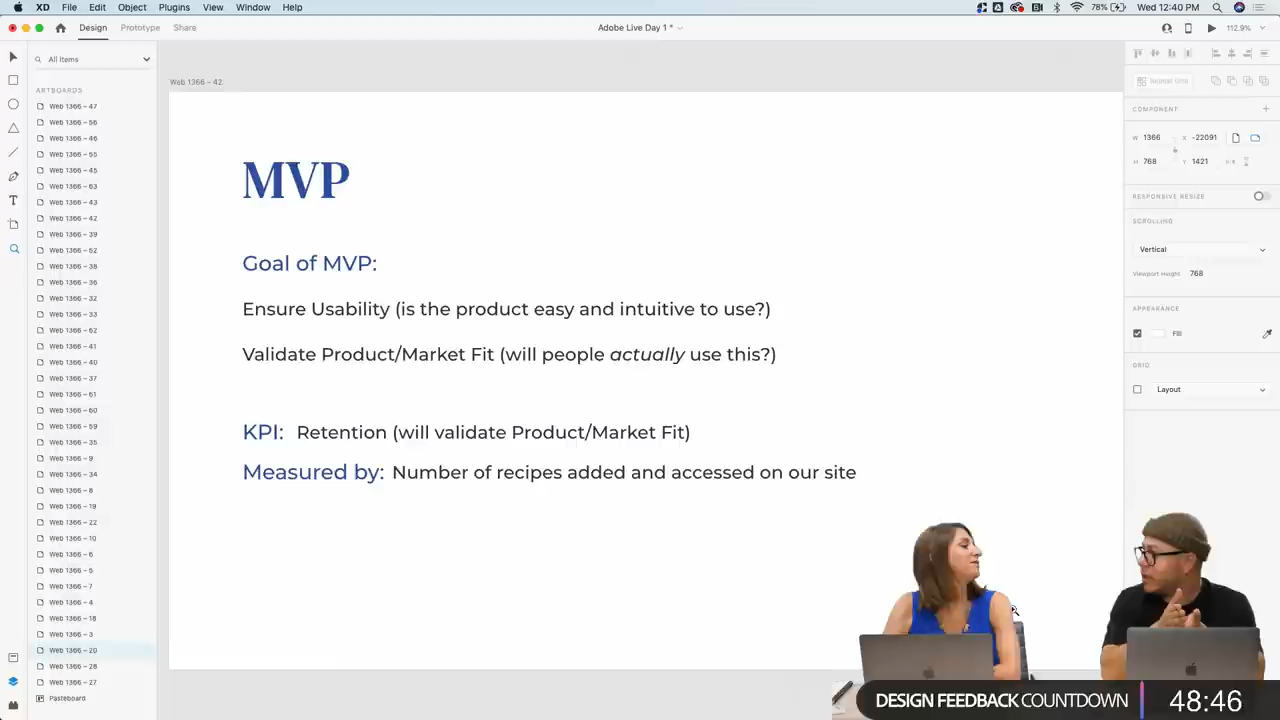 XD File Edit Object Plugins View Window Help
78% Wed 12:40 PM
Design Prototype Share
Adobe Live Day 1 *
112.9%
All Items
ARTBOARDS
Web 1366 – 47
Web 1366 – 56
Web 1366 – 46
Web 1366 – 55
Web 1366 – 45
Web 1366 – 63
Web 1366 – 43
Web 1366 – 42
Web 1366 – 39
Web 1366 – 52
Web 1366 – 38
Web 1366 – 36
Web 1366 – 32
Web 1366 – 33
Web 1366 – 62
Web 1366 – 41
Web 1366 – 40
Web 1366 – 37
Web 1366 – 61
Web 1366 – 60
Web 1366 – 59
Web 1366 – 35
Web 1366 – 9
Web 1366 – 34
Web 1366 – 8
Web 1366 – 19
Web 1366 – 22
Web 1366 – 10
Web 1366 – 6
Web 1366 – 5
Web 1366 – 7
Web 1366 – 4
Web 1366 – 18
Web 1366 – 3
Web 1366 – 20
Web 1366 – 28
Web 1366 – 27
Pasteboard
Web 1366 – 42
MVP
Goal of MVP:
Ensure Usability (is the product easy and intuitive to use?)
Validate Product/Market Fit (will people actually use this?)
KPI: Retention (will validate Product/Market Fit)
Measured by: Number of recipes added and accessed on our site
Repeat Grid
COMPONENT
W 1366 X -22091
H 768 Y 1421
RESPONSIVE RESIZE
SCROLLING
Vertical
Viewport Height 768
APPEARANCE
Fill
GRID
Layout
DESIGN FEEDBACK COUNTDOWN 48:46